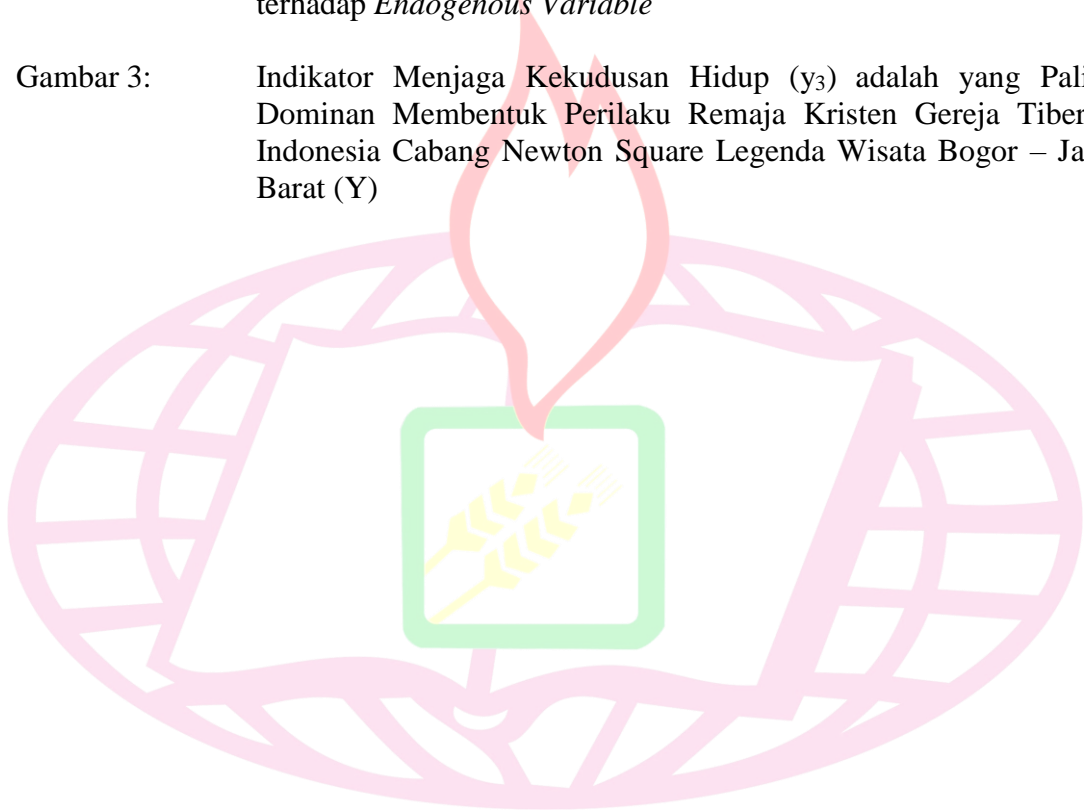 terhadap Endogenous Variable
Gambar 3: Indikator Menjaga Kekudusan Hidup (y₃) adalah yang Pali
Dominan Membentuk Perilaku Remaja Kristen Gereja Tiber
Indonesia Cabang Newton Square Legenda Wisata Bogor – Ja
Barat (Y)